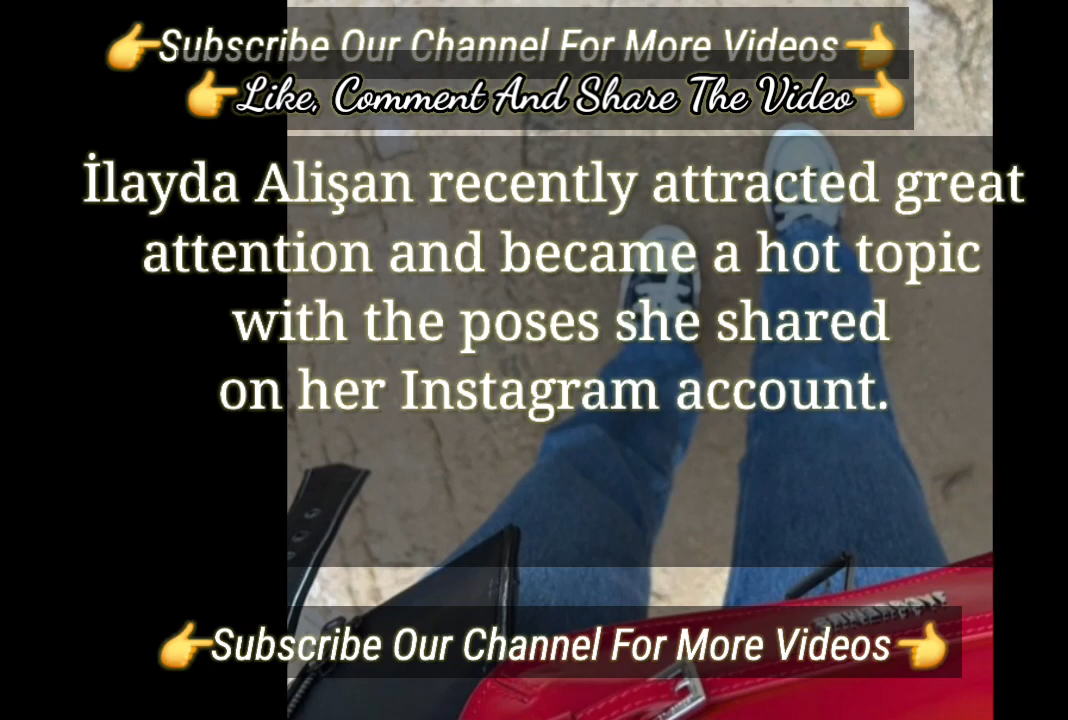 👉Subscribe Our Channel For More Videos👈
👉Like, Comment And Share The Video👈
İlayda Alişan recently attracted great
attention and became a hot topic
with the poses she shared
on her Instagram account.
👉Subscribe Our Channel For More Videos👈